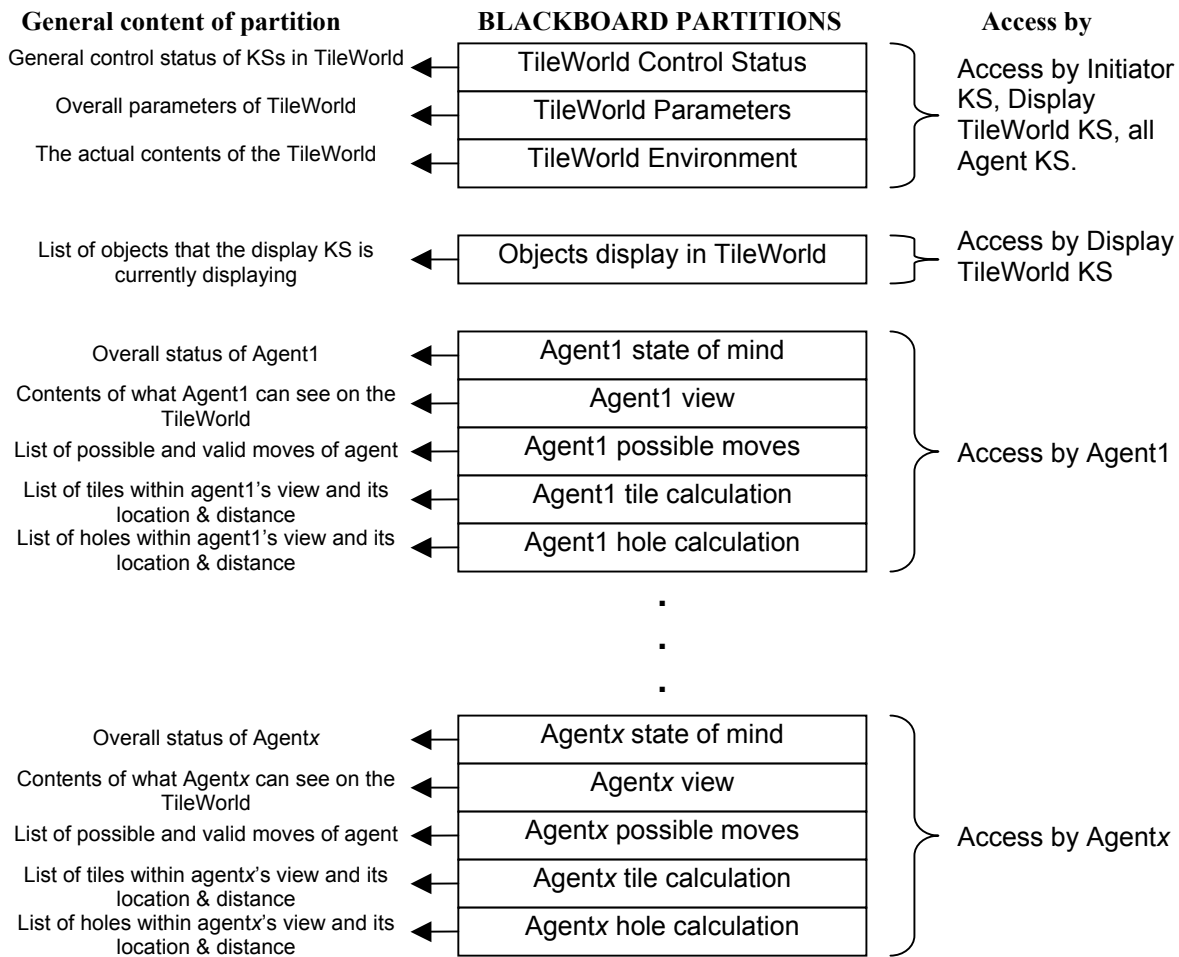 General content of partition
BLACKBOARD PARTITIONS
Access by
General control status of KSs in TileWorld
TileWorld Control Status
Overall parameters of TileWorld
TileWorld Parameters
The actual contents of the TileWorld
TileWorld Environment
Access by Initiator
KS, Display
TileWorld KS, all
Agent KS.
List of objects that the display KS is
currently displaying
Objects display in TileWorld
Access by Display
TileWorld KS
Overall status of Agent1
Agent1 state of mind
Contents of what Agent1 can see on the
TileWorld
Agent1 view
List of possible and valid moves of agent
Agent1 possible moves
List of tiles within agent1's view and its
location & distance
Agent1 tile calculation
List of holes within agent1's view and its
location & distance
Agent1 hole calculation
Access by Agent1
.
.
.
Overall status of Agentx
Agentx state of mind
Contents of what Agentx can see on the
TileWorld
Agentx view
List of possible and valid moves of agent
Agentx possible moves
List of tiles within agentx's view and its
location & distance
Agentx tile calculation
List of holes within agentx's view and its
location & distance
Agentx hole calculation
Access by Agentx